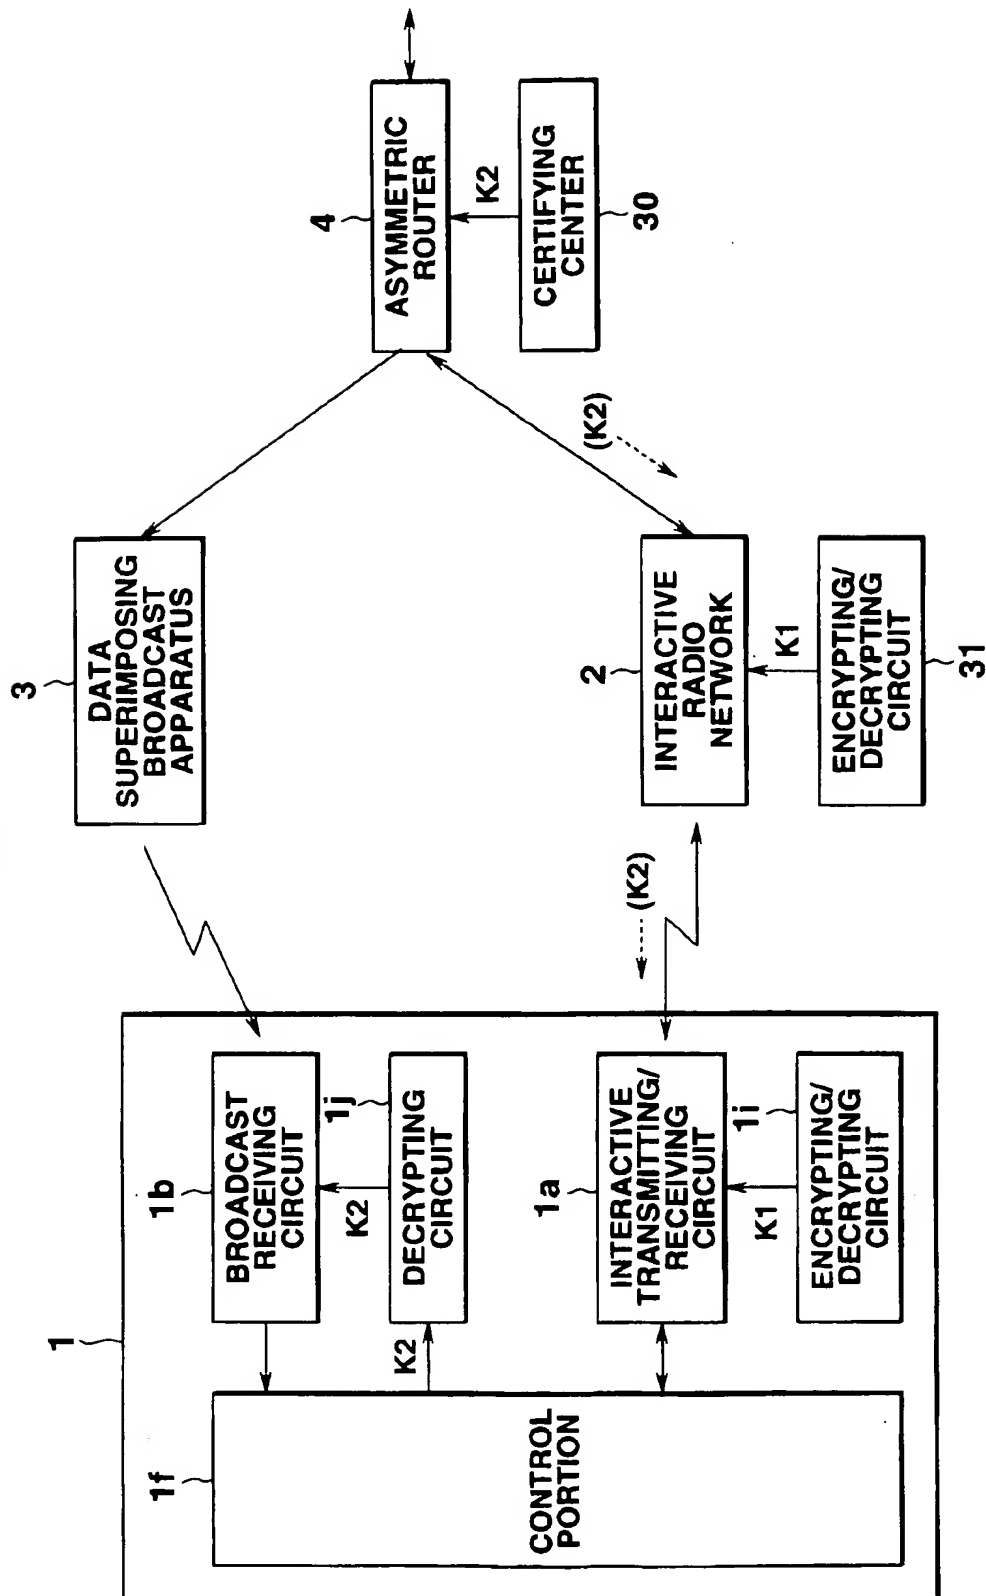 1
1f
CONTROL
PORTION
1b
BROADCAST
RECEIVING
CIRCUIT
K2
1j
DECRYPTING
CIRCUIT
K2
1a
INTERACTIVE
TRANSMITTING/
RECEIVING
CIRCUIT
K1
1i
ENCRYPTING/
DECRYPTING
CIRCUIT
(K2)
3
DATA
SUPERIMPOSING
BROADCAST
APPARATUS
2
INTERACTIVE
RADIO
NETWORK
K1
ENCRYPTING/
DECRYPTING
CIRCUIT
31
(K2)
4
ASYMMETRIC
ROUTER
K2
CERTIFYING
CENTER
30